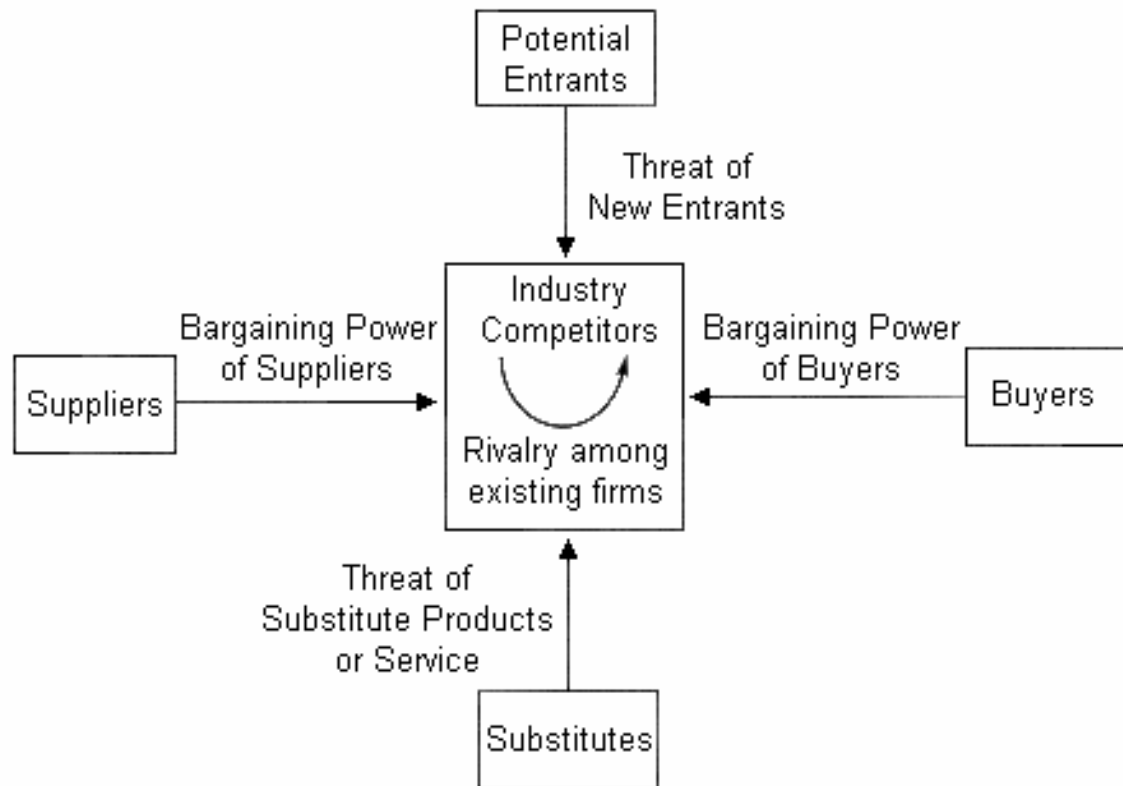 Potential
Entrants
Threat of
New Entrants
Industry
Competitors
Bargaining Power
of Suppliers
Bargaining Power
of Buyers
Suppliers
Buyers
Rivalry among
existing firms
Threat of
Substitute Products
or Service
Substitutes